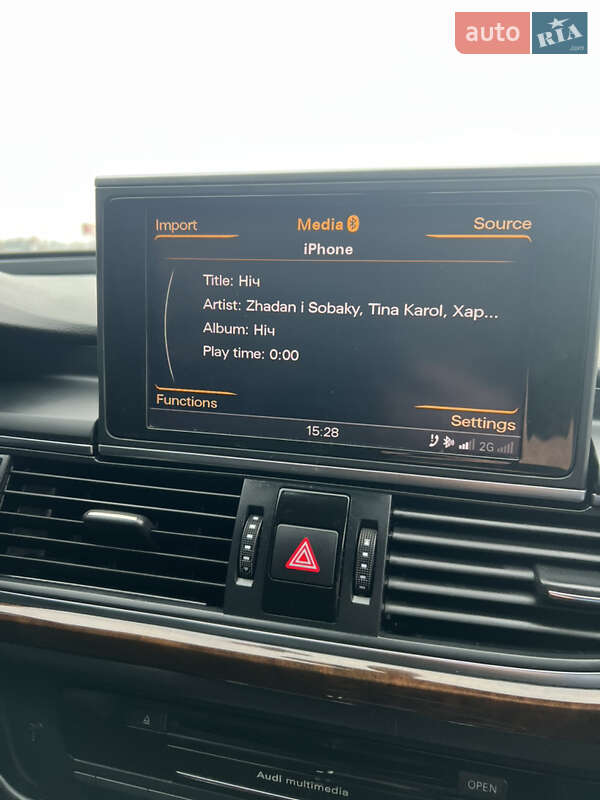 auto RIA.com
Import Media Source
iPhone
Title: Ніч
Artist: Zhadan i Sobaky, Tina Karol, Хар...
Album: Ніч
Play time: 0:00
Functions
Settings
15:28
2G
Audi multimedia
OPEN